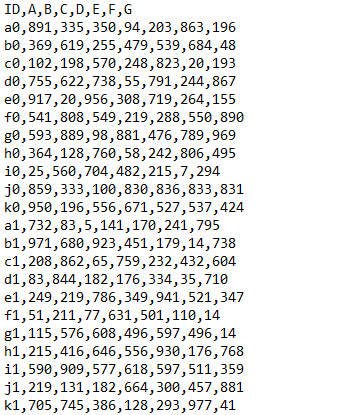 ID,A,B,C,D,E,F,G
a0,891,335,350,94,203,863,196
b0,369,619,255,479,539,684,48
c0,102,198,570,248,823,20,193
d0,755,622,738,55,791,244,867
e0,917,20,956,308,719,264,155
f0,541,808,549,219,288,550,890
g0,593,889,98,881,476,789,969
h0,364,128,760,58,242,806,495
i0,25,560,704,482,215,7,294
j0,859,333,100,830,836,833,831
k0,950,196,556,671,527,537,424
a1,732,83,5,141,170,241,795
b1,971,680,923,451,179,14,738
c1,208,862,65,759,232,432,604
d1,83,844,182,176,334,35,710
e1,249,219,786,349,941,521,347
f1,51,211,77,631,501,110,14
g1,115,576,608,496,597,496,14
h1,215,416,646,556,930,176,768
i1,590,909,577,618,597,511,359
j1,219,131,182,664,300,457,881
k1,705,745,386,128,293,977,41